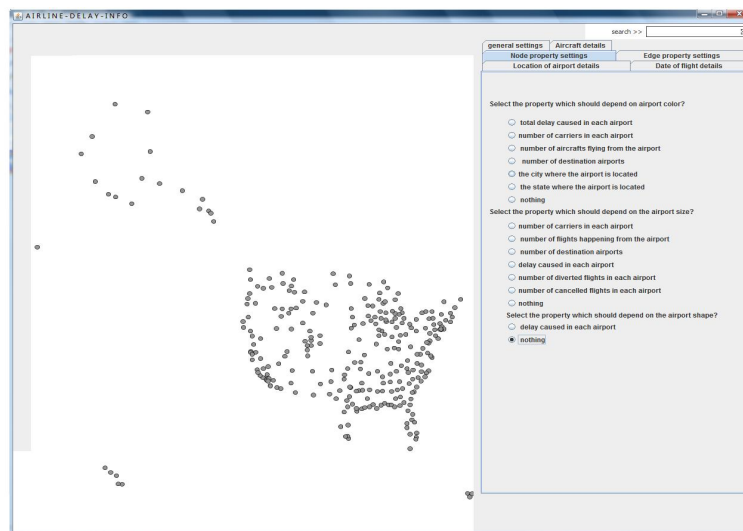 AIRLINE-DELAY-INFO
search >>
general settings Aircraft details
Node property settings Edge property settings
Location of airport details Date of flight details
Select the property which should depend on airport color?
total delay caused in each airport
number of carriers in each airport
number of aircrafts flying from the airport
number of destination airports
the city where the airport is located
the state where the airport is located
nothing
Select the property which should depend on the airport size?
number of carriers in each airport
number of flights happening from the airport
number of destination airports
delay caused in each airport
number of diverted flights in each airport
number of cancelled flights in each airport
nothing
Select the property which should depend on the airport shape?
delay caused in each airport
nothing